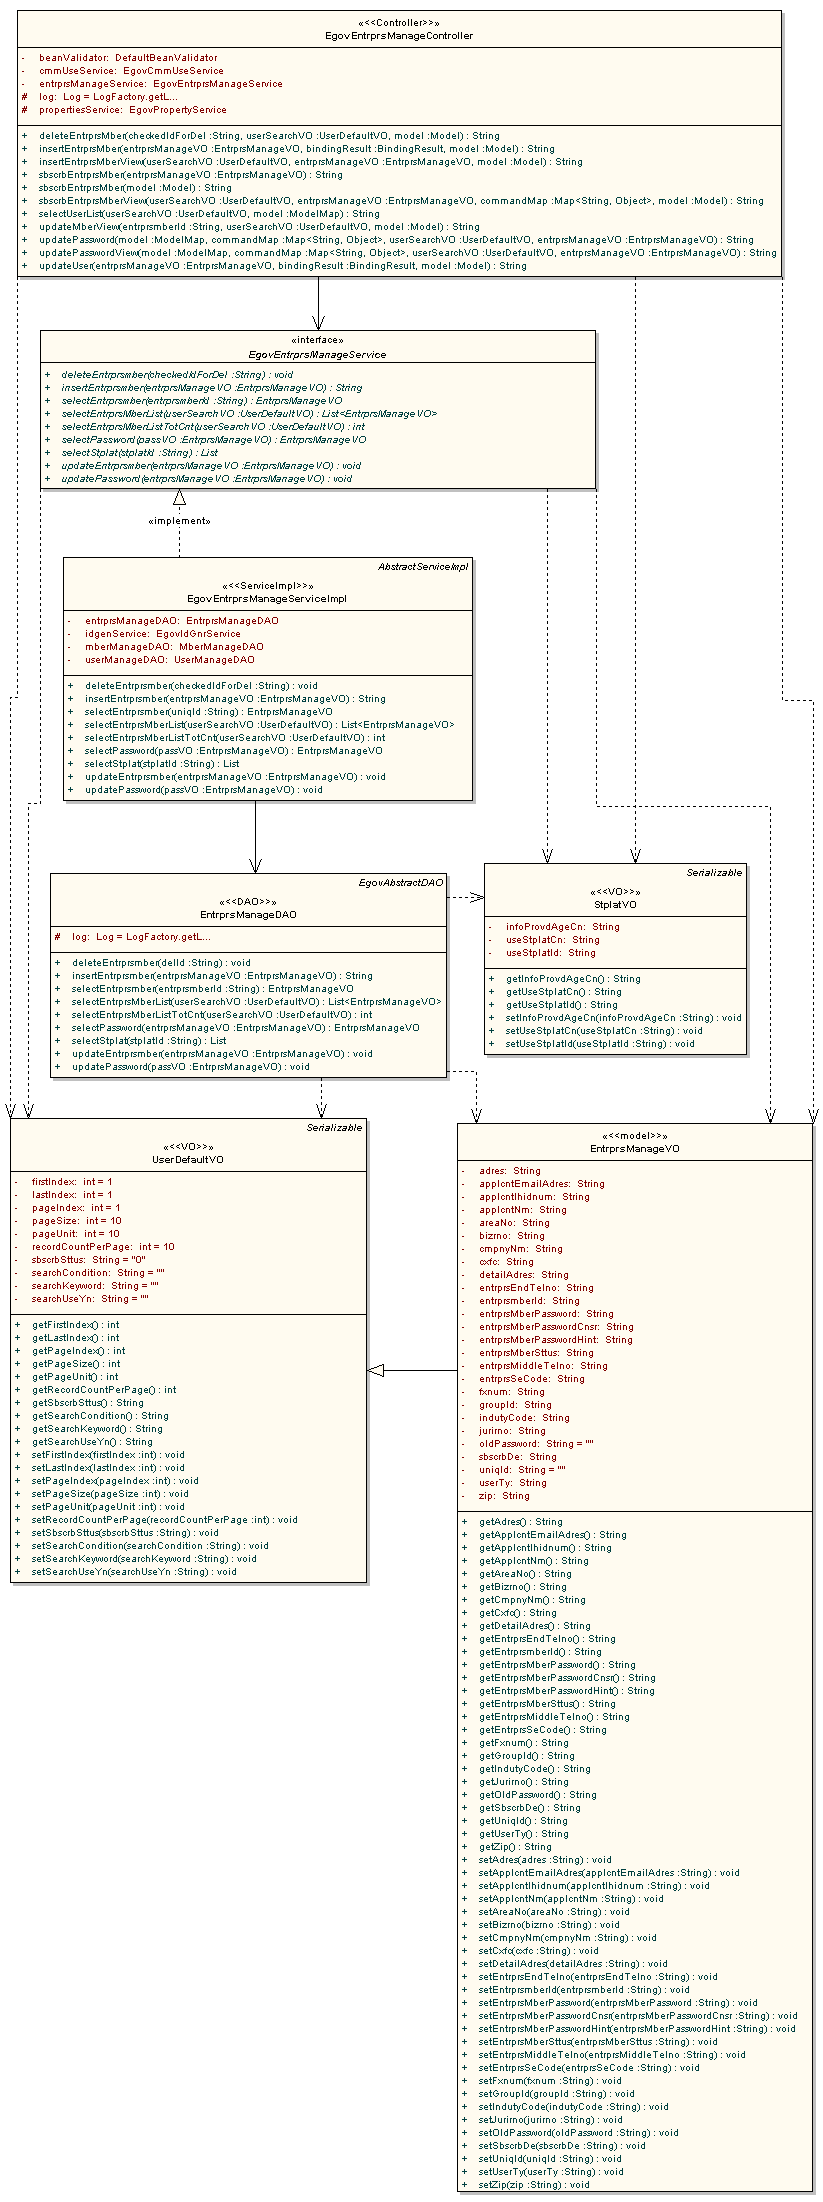 «<<Controller>>»
EgovEntrprsManageController
- beanValidator: DefaultBeanValidator
- cmmUseService: EgovCmmUseService
- entrprsManageService: EgovEntrprsManageService
# log: Log = LogFactory.getL...
# propertiesService: EgovPropertyService
+ deleteEntrprsMber(checkedIdForDel :String, userSearchVO :UserDefaultVO, model :Model) : String
+ insertEntrprsMber(entrprsManageVO :EntrprsManageVO, bindingResult :BindingResult, model :Model) : String
+ insertEntrprsMberView(userSearchVO :UserDefaultVO, entrprsManageVO :EntrprsManageVO, model :Model) : String
+ sbscrbEntrprsMber(entrprsManageVO :EntrprsManageVO) : String
+ sbscrbEntrprsMber(model :Model) : String
+ sbscrbEntrprsMberView(userSearchVO :UserDefaultVO, entrprsManageVO :EntrprsManageVO, commandMap :Map<String, Object>, model :Model) : String
+ selectUserList(userSearchVO :UserDefaultVO, model :ModelMap) : String
+ updateMberView(entrprsmberId :String, userSearchVO :UserDefaultVO, model :Model) : String
+ updatePassword(model :ModelMap, commandMap :Map<String, Object>, userSearchVO :UserDefaultVO, entrprsManageVO :EntrprsManageVO) : String
+ updatePasswordView(model :ModelMap, commandMap :Map<String, Object>, userSearchVO :UserDefaultVO, entrprsManageVO :EntrprsManageVO) : String
+ updateUser(entrprsManageVO :EntrprsManageVO, bindingResult :BindingResult, model :Model) : String
«interface»
EgovEntrprsManageService
+ deleteEntrprsmber(checkedIdForDel :String) : void
+ insertEntrprsmber(entrprsManageVO :EntrprsManageVO) : String
+ selectEntrprsmber(entrprsmberId :String) : EntrprsManageVO
+ selectEntrprsMberList(userSearchVO :UserDefaultVO) : List<EntrprsManageVO>
+ selectEntrprsMberListTotCnt(userSearchVO :UserDefaultVO) : int
+ selectPassword(passVO :EntrprsManageVO) : EntrprsManageVO
+ selectStplat(stplatId :String) : List
+ updateEntrprsmber(entrprsManageVO :EntrprsManageVO) : void
+ updatePassword(entrprsManageVO :EntrprsManageVO) : void
«implement»
AbstractServiceImpl
«<<ServiceImpl>>»
EgovEntrprsManageServiceImpl
- entrprsManageDAO: EntrprsManageDAO
- idgenService: EgovIdGnrService
- mberManageDAO: MberManageDAO
- userManageDAO: UserManageDAO
+ deleteEntrprsmber(checkedIdForDel :String) : void
+ insertEntrprsmber(entrprsManageVO :EntrprsManageVO) : String
+ selectEntrprsmber(uniqId :String) : EntrprsManageVO
+ selectEntrprsMberList(userSearchVO :UserDefaultVO) : List<EntrprsManageVO>
+ selectEntrprsMberListTotCnt(userSearchVO :UserDefaultVO) : int
+ selectPassword(passVO :EntrprsManageVO) : EntrprsManageVO
+ selectStplat(stplatId :String) : List
+ updateEntrprsmber(entrprsManageVO :EntrprsManageVO) : void
+ updatePassword(passVO :EntrprsManageVO) : void
EgovAbstractDAO
«<<DAO>>»
EntrprsManageDAO
# log: Log = LogFactory.getL...
+ deleteEntrprsmber(delId :String) : void
+ insertEntrprsmber(entrprsManageVO :EntrprsManageVO) : String
+ selectEntrprsmber(entrprsmberId :String) : EntrprsManageVO
+ selectEntrprsMberList(userSearchVO :UserDefaultVO) : List<EntrprsManageVO>
+ selectEntrprsMberListTotCnt(userSearchVO :UserDefaultVO) : int
+ selectPassword(entrprsManageVO :EntrprsManageVO) : EntrprsManageVO
+ selectStplat(stplatId :String) : List
+ updateEntrprsmber(entrprsManageVO :EntrprsManageVO) : void
+ updatePassword(passVO :EntrprsManageVO) : void
Serializable
«<<VO>>»
StplatVO
- infoProvdAgeCn: String
- useStplatCn: String
- useStplatId: String
+ getInfoProvdAgeCn() : String
+ getUseStplatCn() : String
+ getUseStplatId() : String
+ setInfoProvdAgeCn(infoProvdAgeCn :String) : void
+ setUseStplatCn(useStplatCn :String) : void
+ setUseStplatId(useStplatId :String) : void
Serializable
«<<VO>>»
UserDefaultVO
- firstIndex: int = 1
- lastIndex: int = 1
- pageIndex: int = 1
- pageSize: int = 10
- pageUnit: int = 10
- recordCountPerPage: int = 10
- sbscrbSttus: String = "0"
- searchCondition: String = ""
- searchKeyword: String = ""
- searchUseYn: String = ""
+ getFirstIndex() : int
+ getLastIndex() : int
+ getPageIndex() : int
+ getPageSize() : int
+ getPageUnit() : int
+ getRecordCountPerPage() : int
+ getSbscrbSttus() : String
+ getSearchCondition() : String
+ getSearchKeyword() : String
+ getSearchUseYn() : String
+ setFirstIndex(firstIndex :int) : void
+ setLastIndex(lastIndex :int) : void
+ setPageIndex(pageIndex :int) : void
+ setPageSize(pageSize :int) : void
+ setPageUnit(pageUnit :int) : void
+ setRecordCountPerPage(recordCountPerPage :int) : void
+ setSbscrbSttus(sbscrbSttus :String) : void
+ setSearchCondition(searchCondition :String) : void
+ setSearchKeyword(searchKeyword :String) : void
+ setSearchUseYn(searchUseYn :String) : void
«<<model>>»
EntrprsManageVO
- adres: String
- applcntEmailAdres: String
- applcntIhidnum: String
- applcntNm: String
- areaNo: String
- bizrno: String
- cmpnyNm: String
- cxfc: String
- detailAdres: String
- entrprsEndTelno: String
- entrprsmberId: String
- entrprsMberPassword: String
- entrprsMberPasswordCnsr: String
- entrprsMberPasswordHint: String
- entrprsMberSttus: String
- entrprsMiddleTelno: String
- entrprsSeCode: String
- fxnum: String
- groupId: String
- indutyCode: String
- jurirno: String
- oldPassword: String = ""
- sbscrbDe: String
- uniqId: String = ""
- userTy: String
- zip: String
+ getAdres() : String
+ getApplcntEmailAdres() : String
+ getApplcntIhidnum() : String
+ getApplcntNm() : String
+ getAreaNo() : String
+ getBizrno() : String
+ getCmpnyNm() : String
+ getCxfc() : String
+ getDetailAdres() : String
+ getEntrprsEndTelno() : String
+ getEntrprsmberId() : String
+ getEntrprsMberPassword() : String
+ getEntrprsMberPasswordCnsr() : String
+ getEntrprsMberPasswordHint() : String
+ getEntrprsMberSttus() : String
+ getEntrprsMiddleTelno() : String
+ getEntrprsSeCode() : String
+ getFxnum() : String
+ getGroupId() : String
+ getIndutyCode() : String
+ getJurirno() : String
+ getOldPassword() : String
+ getSbscrbDe() : String
+ getUniqId() : String
+ getUserTy() : String
+ getZip() : String
+ setAdres(adres :String) : void
+ setApplcntEmailAdres(applcntEmailAdres :String) : void
+ setApplcntIhidnum(applcntIhidnum :String) : void
+ setApplcntNm(applcntNm :String) : void
+ setAreaNo(areaNo :String) : void
+ setBizrno(bizrno :String) : void
+ setCmpnyNm(cmpnyNm :String) : void
+ setCxfc(cxfc :String) : void
+ setDetailAdres(detailAdres :String) : void
+ setEntrprsEndTelno(entrprsEndTelno :String) : void
+ setEntrprsmberId(entrprsmberId :String) : void
+ setEntrprsMberPassword(entrprsMberPassword :String) : void
+ setEntrprsMberPasswordCnsr(entrprsMberPasswordCnsr :String) : void
+ setEntrprsMberPasswordHint(entrprsMberPasswordHint :String) : void
+ setEntrprsMberSttus(entrprsMberSttus :String) : void
+ setEntrprsMiddleTelno(entrprsMiddleTelno :String) : void
+ setEntrprsSeCode(entrprsSeCode :String) : void
+ setFxnum(fxnum :String) : void
+ setGroupId(groupId :String) : void
+ setIndutyCode(indutyCode :String) : void
+ setJurirno(jurirno :String) : void
+ setOldPassword(oldPassword :String) : void
+ setSbscrbDe(sbscrbDe :String) : void
+ setUniqId(uniqId :String) : void
+ setUserTy(userTy :String) : void
+ setZip(zip :String) : void